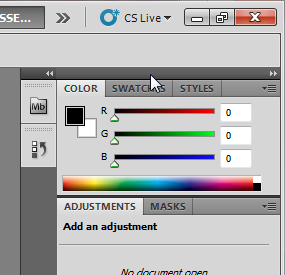 SSE...
CS Live
COLOR SWATCHES STYLES
R 0
Mb
G 0
B 0
ADJUSTMENTS MASKS
Add an adjustment
No document open